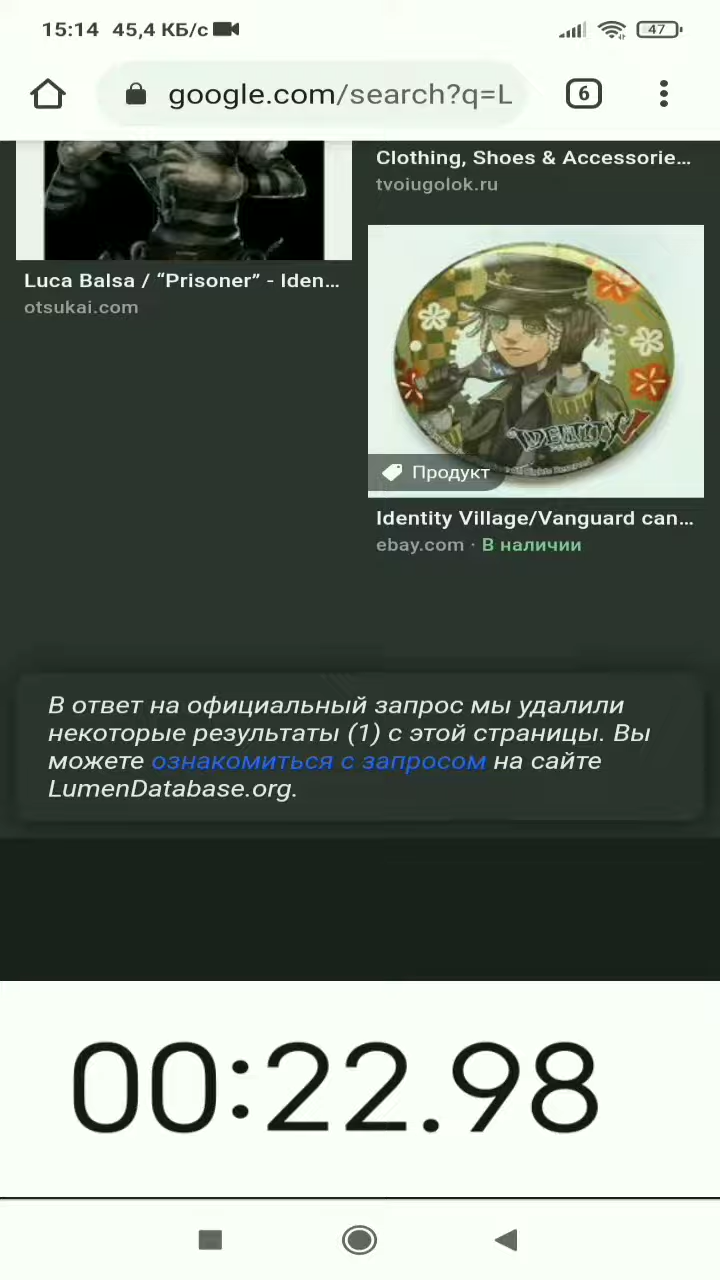 15:14 45,4 КБ/с 47
google.com/search?q=L 6
Clothing, Shoes & Accessorie...
tvoiugolok.ru
Luca Balsa / “Prisoner” - Iden...
otsukai.com
IDENTITY V
Продукт
Identity Village/Vanguard can...
ebay.com · В наличии
В ответ на официальный запрос мы удалили
некоторые результаты (1) с этой страницы. Вы
можете ознакомиться с запросом на сайте
LumenDatabase.org.
00:22.98